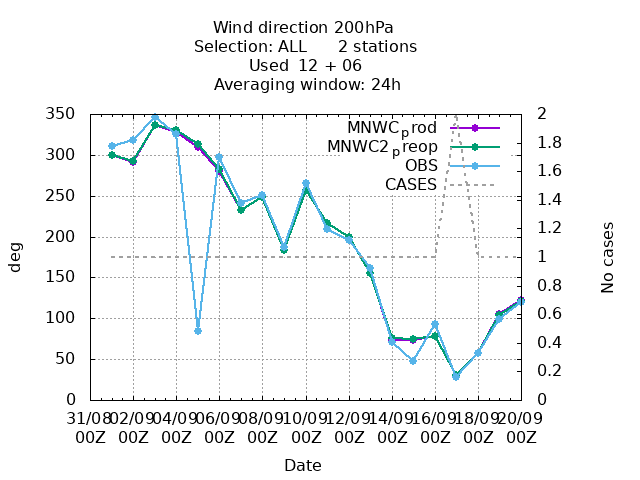 Wind direction 200hPa
Selection: ALL      2 stations
Used  12 + 06
Averaging window: 24h
350
300
250
200
150
100
50
0
deg
2
1.8
1.6
1.4
1.2
1
0.8
0.6
0.4
0.2
0
No cases
MNWC_prod
MNWC2_preop
OBS
CASES
31/08 02/09 04/09 06/09 08/09 10/09 12/09 14/09 16/09 18/09 20/09
00Z 00Z 00Z 00Z 00Z 00Z 00Z 00Z 00Z 00Z 00Z
Date